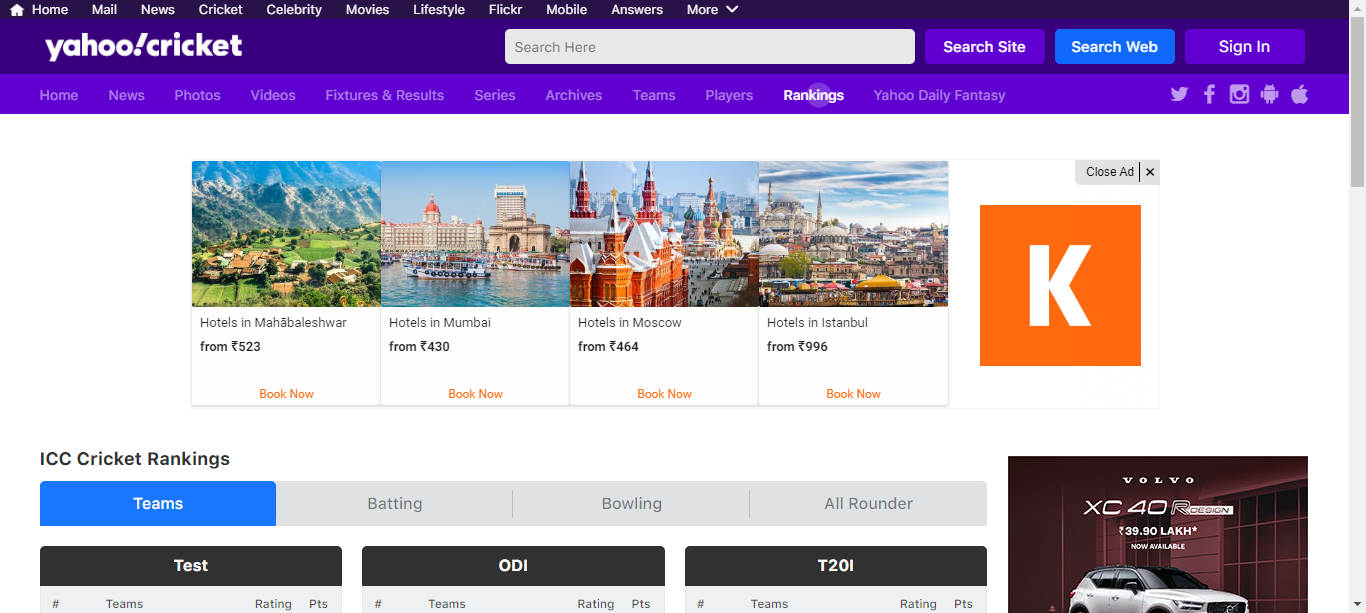 Home Mail News Cricket Celebrity Movies Lifestyle Flickr Mobile Answers More
yahoo!cricket
Search Here
Search Site
Search Web
Sign In
Home News Photos Videos Fixtures & Results Series Archives Teams Players Rankings Yahoo Daily Fantasy
Close Ad ×
K
Hotels in Mahābaleshwar
from ₹523
Book Now
Hotels in Mumbai
from ₹430
Book Now
Hotels in Moscow
from ₹464
Book Now
Hotels in Istanbul
from ₹996
Book Now
ICC Cricket Rankings
Teams Batting Bowling All Rounder
Test
# Teams Rating Pts
ODI
# Teams Rating Pts
T20I
# Teams Rating Pts
VOLVO
XC 40 R DESIGN
₹39.90 LAKH*
NOW AVAILABLE